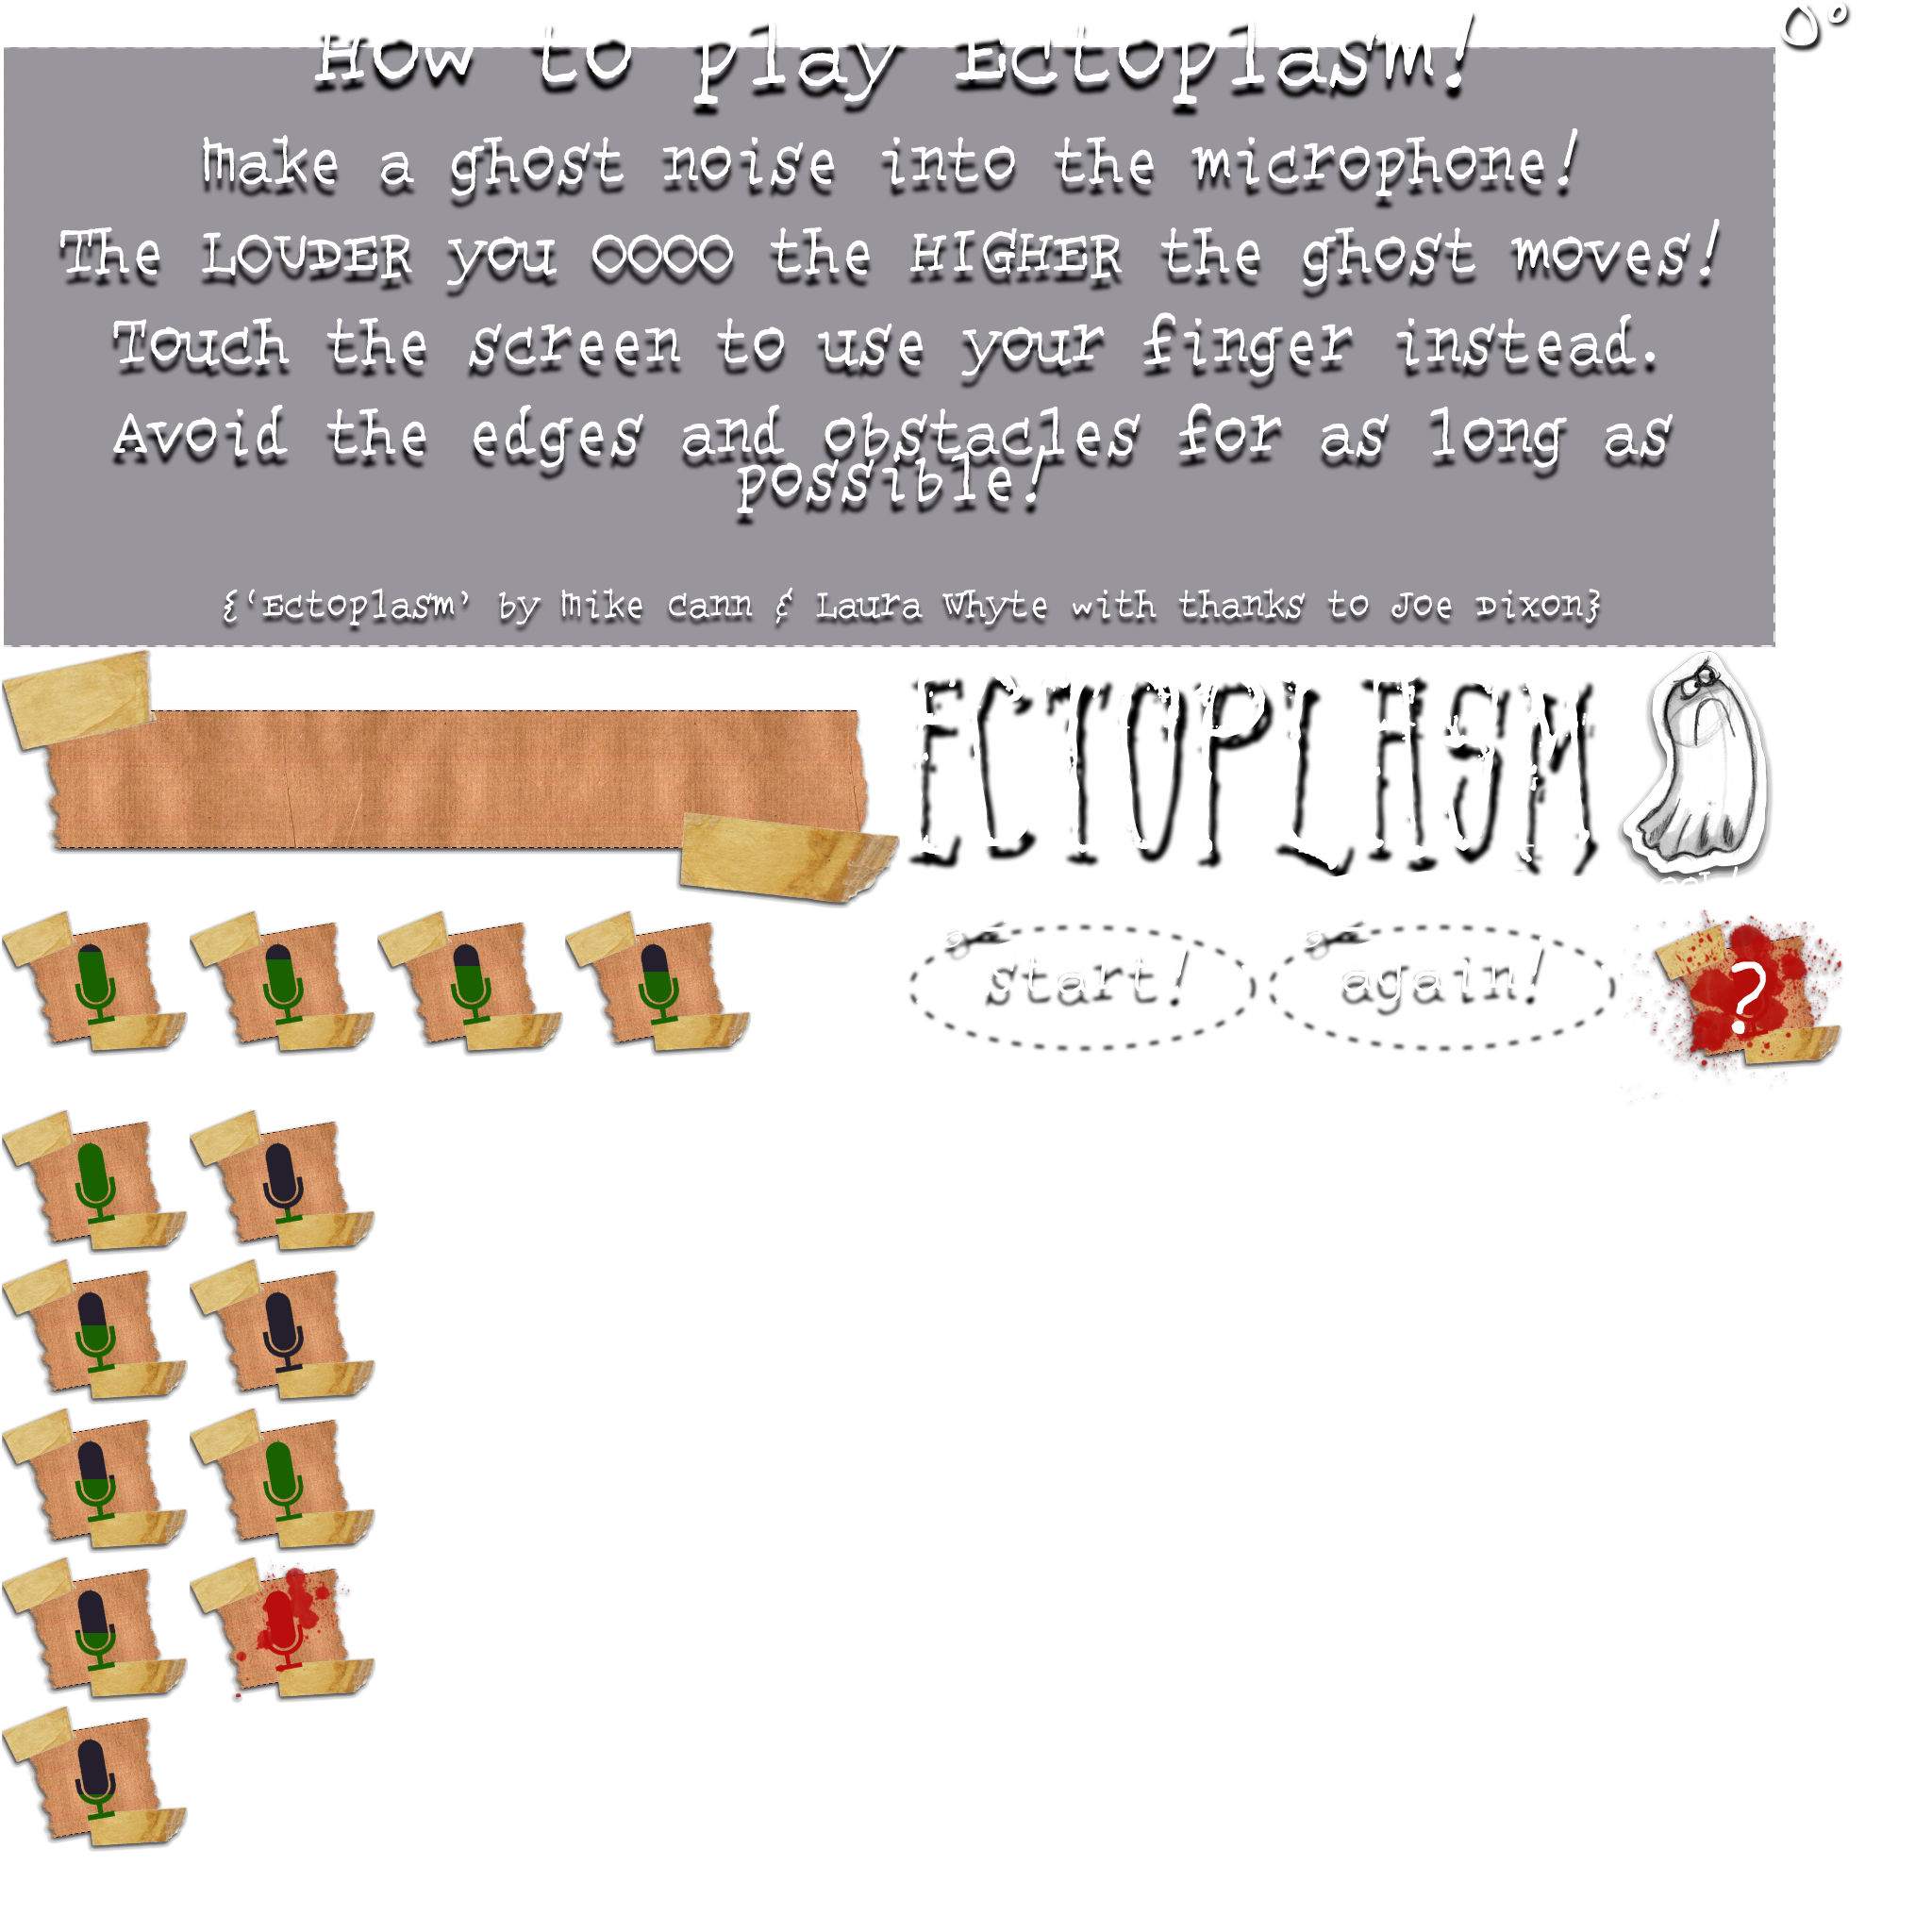 How to play Ectoplasm!
Make a ghost noise into the microphone!
The LOUDER you OOOO the HIGHER the ghost moves!
Touch the screen to use your finger instead.
Avoid the edges and obstacles for as long as
possible!
{‘Ectoplasm’ by Mike Cann & Laura Whyte with thanks to Joe Dixon}
ECTOPLASM
start!
again!
?